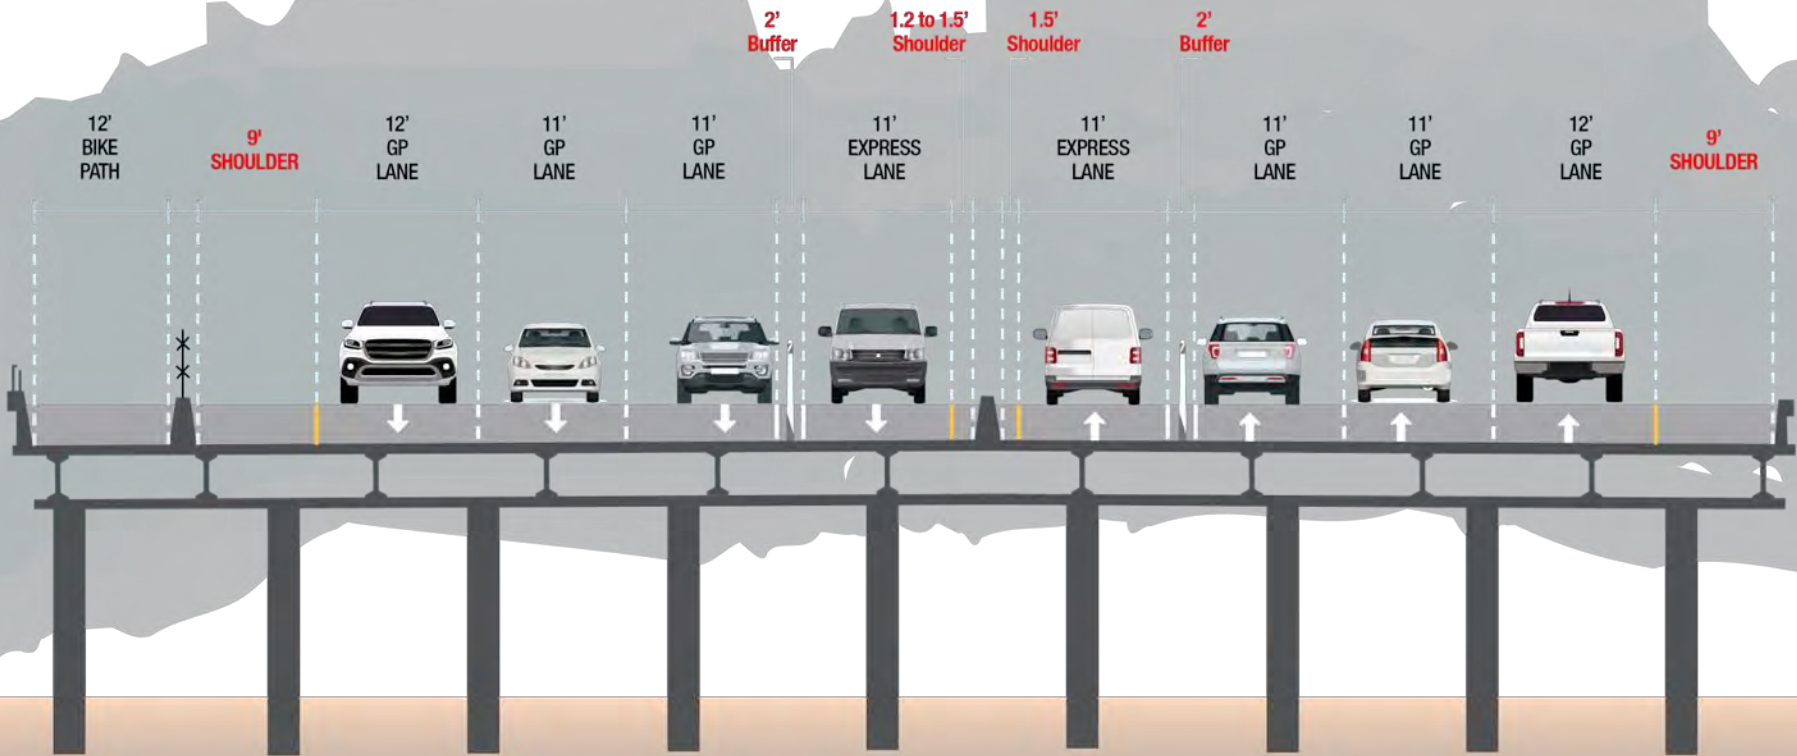 2'
Buffer
1.2 to 1.5'
Shoulder
1.5'
Shoulder
2'
Buffer
12'
BIKE
PATH
9'
SHOULDER
12'
GP
LANE
11'
GP
LANE
11'
GP
LANE
11'
EXPRESS
LANE
11'
EXPRESS
LANE
11'
GP
LANE
11'
GP
LANE
12'
GP
LANE
9'
SHOULDER